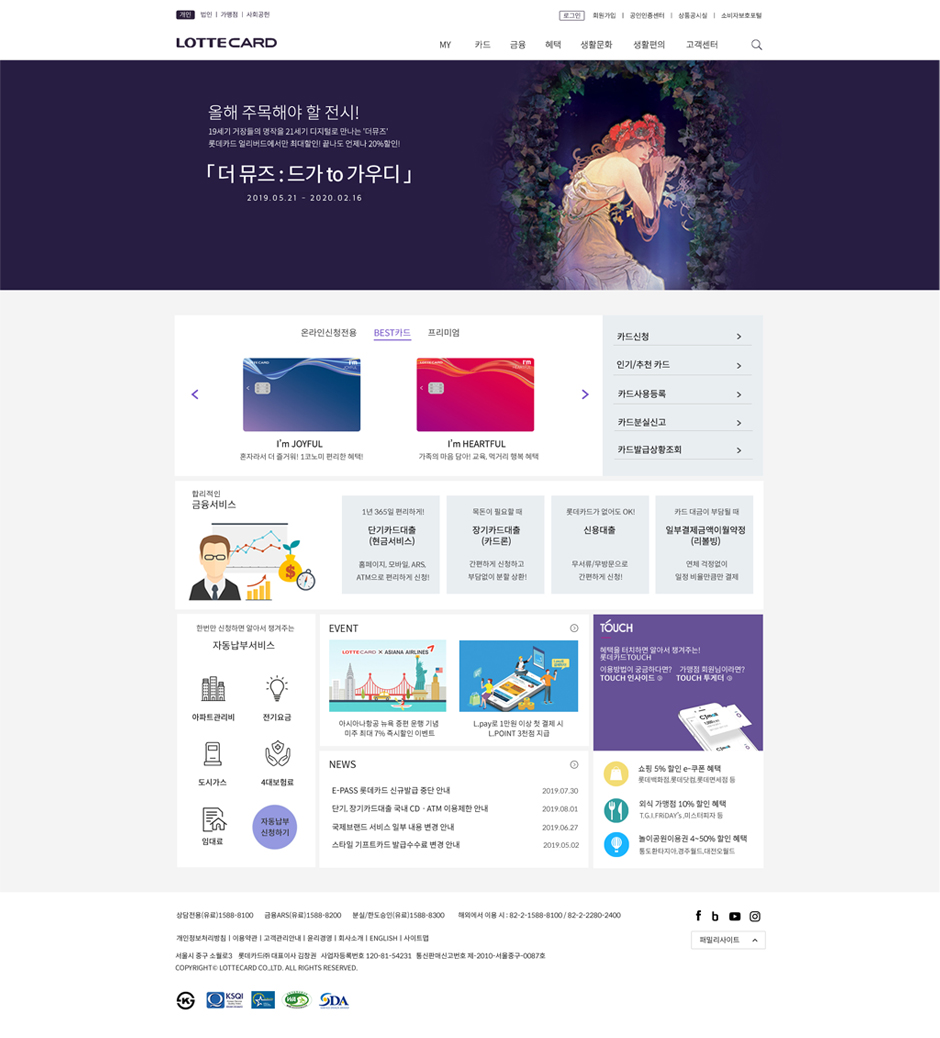 개인 법인 | 가맹점 | 사회공헌
로그인 회원가입 | 공인인증센터 | 상품공시실 | 소비자보호포털
LOTTECARD
MY 카드 금융 혜택 생활문화 생활편의 고객센터
올해 주목해야 할 전시!
19세기 거장들의 명작을 21세기 디지털로 만나는 '더뮤즈'
롯데카드 얼리버드에서만 최대할인! 끝나도 언제나 20%할인!
「더 뮤즈 : 드가 to 가우디」
2019.05.21 - 2020.02.16
온라인신청전용 BEST카드 프리미엄
I'm JOYFUL
혼자라서 더 즐거워! 1코노미 편리한 혜택!
I'm HEARTFUL
가족의 마음 담아! 교육, 먹거리 행복 혜택
카드신청
인기/추천 카드
카드사용등록
카드분실신고
카드발급상황조회
합리적인
금융서비스
1년 365일 편리하게!
단기카드대출
(현금서비스)
홈페이지, 모바일, ARS,
ATM으로 편리하게 신청!
목돈이 필요할 때
장기카드대출
(카드론)
간편하게 신청하고
부담없이 분할 상환!
롯데카드가 없어도 OK!
신용대출
무서류/무방문으로
간편하게 신청!
카드 대금이 부담될 때
일부결제금액이월약정
(리볼빙)
연체 걱정없이
일정 비율만큼만 결제
한번만 신청하면 알아서 챙겨주는
자동납부서비스
아파트관리비
전기요금
도시가스
4대보험료
임대료
자동납부
신청하기
EVENT
LOTTECARD × ASIANA AIRLINES
아시아나항공 뉴욕 증편 운행 기념
미주 최대 7% 즉시할인 이벤트
L.pay로 1만원 이상 첫 결제 시
L.POINT 3천점 지급
NEWS
E-PASS 롯데카드 신규발급 중단 안내 2019.07.30
단기, 장기카드대출 국내 CD · ATM 이용제한 안내 2019.08.01
국제브랜드 서비스 일부 내용 변경 안내 2019.06.27
스타일 기프트카드 발급수수료 변경 안내 2019.05.02
TOUCH
혜택을 터치하면 알아서 챙겨주는!
롯데카드TOUCH
이용방법이 궁금하다면? 가맹점 회원님이라면?
TOUCH 인사이드 TOUCH 투게더
쇼핑 5% 할인 e-쿠폰 혜택
롯데백화점,롯데닷컴,롯데면세점 등
외식 가맹점 10% 할인 혜택
T.G.I.FRiDAY's ,미스터피자 등
놀이공원이용권 4~50% 할인 혜택
통도환타지아,경주월드,대전오월드
상담전용(유료)1588-8100 금융ARS(유료)1588-8200 분실/한도승인(유료)1588-8300 해외에서 이용 시 : 82-2-1588-8100 / 82-2-2280-2400
개인정보처리방침 | 이용약관 | 고객권리안내 | 윤리경영 | 회사소개 | ENGLISH | 사이트맵
패밀리사이트
서울시 중구 소월로3 롯데카드㈜ 대표이사 김창권 사업자등록번호 120-81-54231 통신판매신고번호 제-2010-서울중구-0087호
COPYRIGHT© LOTTECARD CO.,LTD. ALL RIGHTS RESERVED.
KSQI
WA
SDA